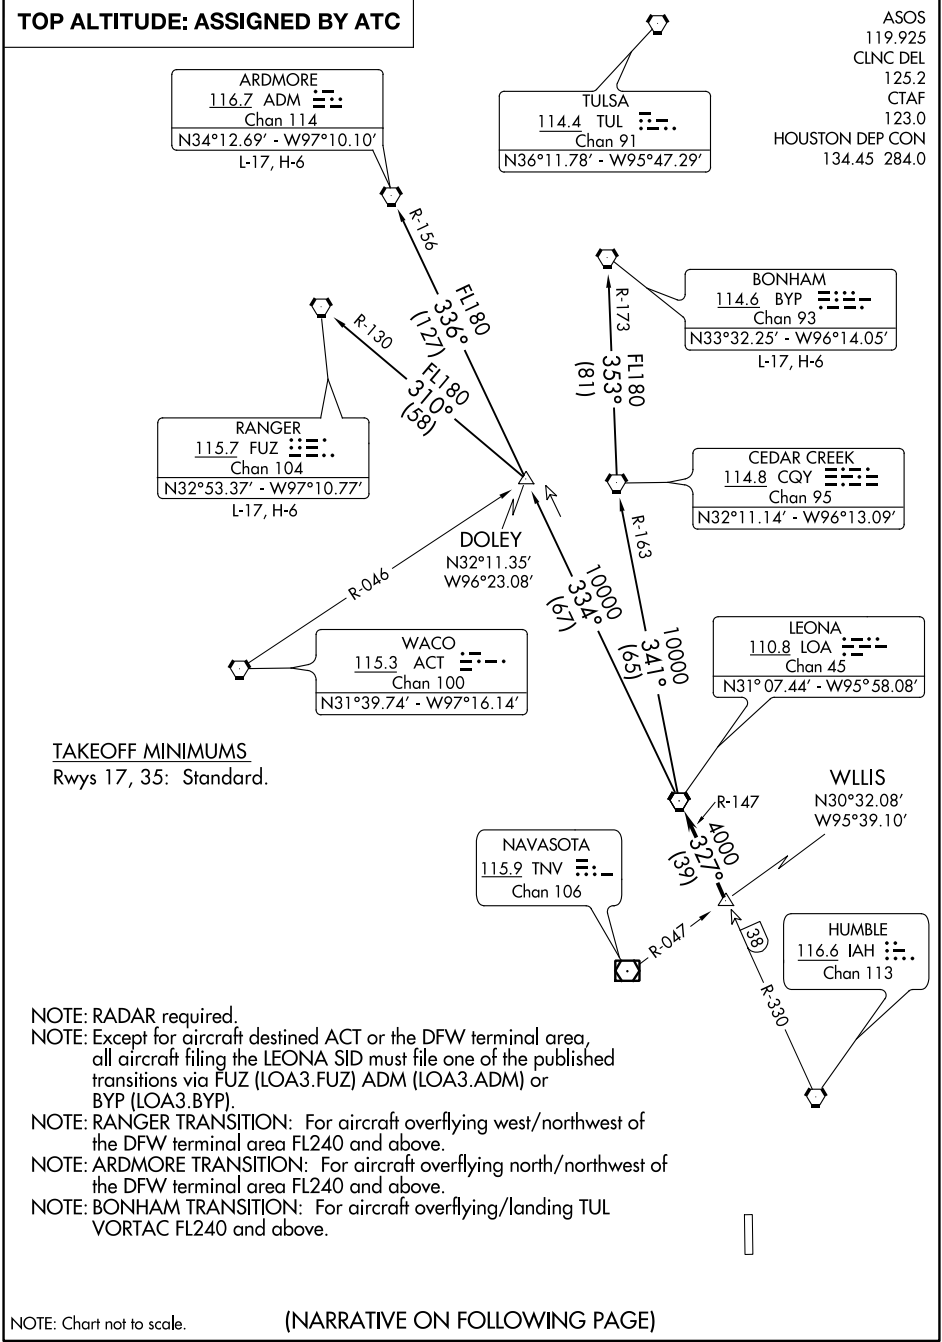 TOP ALTITUDE: ASSIGNED BY ATC
ASOS
119.925
CLNC DEL
125.2
CTAF
123.0
HOUSTON DEP CON
134.45 284.0
ARDMORE
116.7 ADM
Chan 114
N34°12.69′ - W97°10.10′
L-17, H-6
TULSA
114.4 TUL
Chan 91
N36°11.78′ - W95°47.29′
R-156
FL180
336°
(127)
BONHAM
114.6 BYP
Chan 93
N33°32.25′ - W96°14.05′
L-17, H-6
R-173
FL180
353°
(81)
R-130
FL180
310°
(58)
RANGER
115.7 FUZ
Chan 104
N32°53.37′ - W97°10.77′
L-17, H-6
CEDAR CREEK
114.8 CQY
Chan 95
N32°11.14′ - W96°13.09′
R-163
DOLEY
N32°11.35′
W96°23.08′
R-046
10000
334°
(67)
10000
341°
(65)
WACO
115.3 ACT
Chan 100
N31°39.74′ - W97°16.14′
LEONA
110.8 LOA
Chan 45
N31°07.44′ - W95°58.08′
TAKEOFF MINIMUMS
Rwys 17, 35: Standard.
WLLIS
N30°32.08′
W95°39.10′
R-147
4000
327°
(39)
NAVASOTA
115.9 TNV
Chan 106
R-047
38
HUMBLE
116.6 IAH
Chan 113
R-330
NOTE: RADAR required.
NOTE: Except for aircraft destined ACT or the DFW terminal area,
all aircraft filing the LEONA SID must file one of the published
transitions via FUZ (LOA3.FUZ) ADM (LOA3.ADM) or
BYP (LOA3.BYP).
NOTE: RANGER TRANSITION: For aircraft overflying west/northwest of
the DFW terminal area FL240 and above.
NOTE: ARDMORE TRANSITION: For aircraft overflying north/northwest of
the DFW terminal area FL240 and above.
NOTE: BONHAM TRANSITION: For aircraft overflying/landing TUL
VORTAC FL240 and above.
NOTE: Chart not to scale.
(NARRATIVE ON FOLLOWING PAGE)